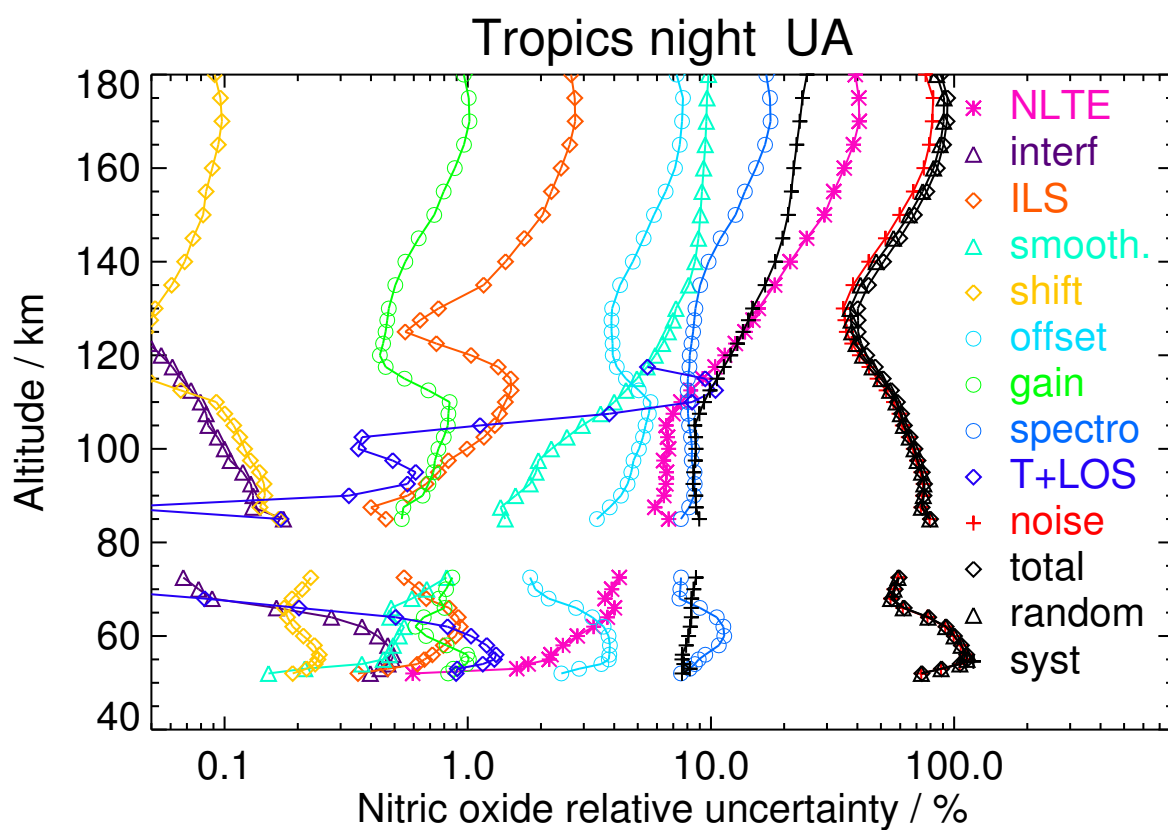 Tropics night  UA
Altitude / km
180
160
140
120
100
80
60
40
0.1
1.0
10.0
100.0
Nitric oxide relative uncertainty / %
NLTE
interf
ILS
smooth.
shift
offset
gain
spectro
T+LOS
noise
total
random
syst